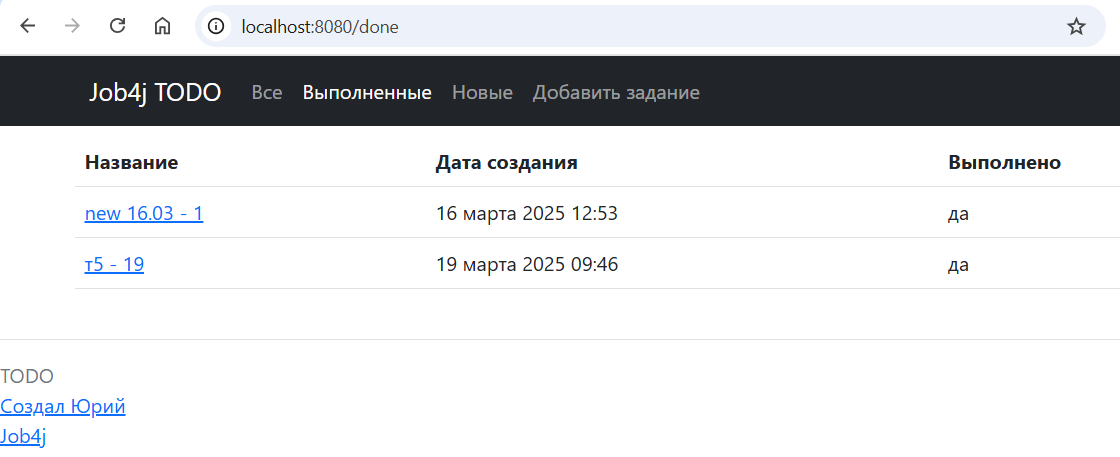 localhost:8080/done
Job4j TODO Все Выполненные Новые Добавить задание
Название Дата создания Выполнено
new 16.03 - 1 16 марта 2025 12:53 да
т5 - 19 19 марта 2025 09:46 да
TODO
Создал Юрий
Job4j